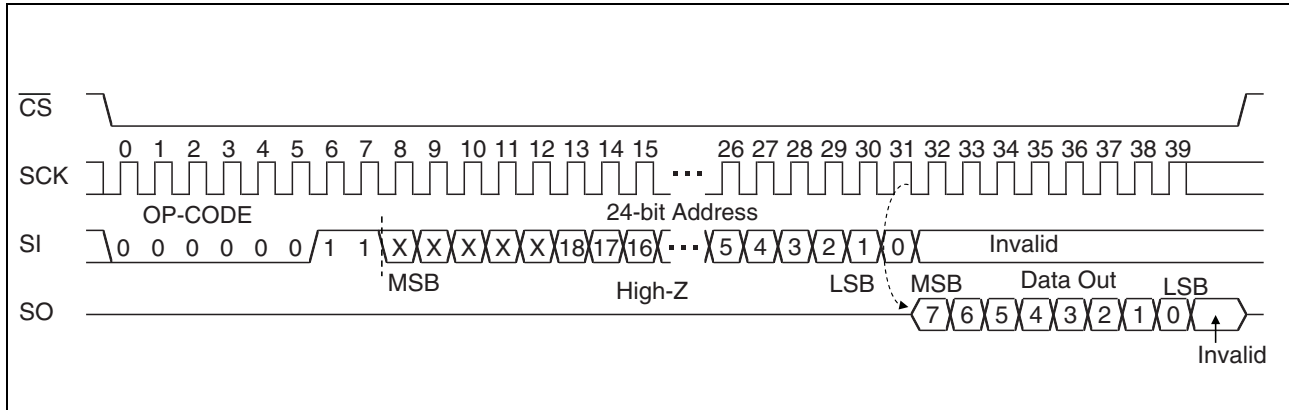 CS
0 1 2 3 4 5 6 7 8 9 10 11 12 13 14 15 26 27 28 29 30 31 32 33 34 35 36 37 38 39
SCK ...
OP-CODE 24-bit Address
SI 0 0 0 0 0 0 1 1 X X X X X 18 17 16 ... 5 4 3 2 1 0 Invalid
MSB High-Z LSB MSB Data Out LSB
SO 7 6 5 4 3 2 1 0
Invalid